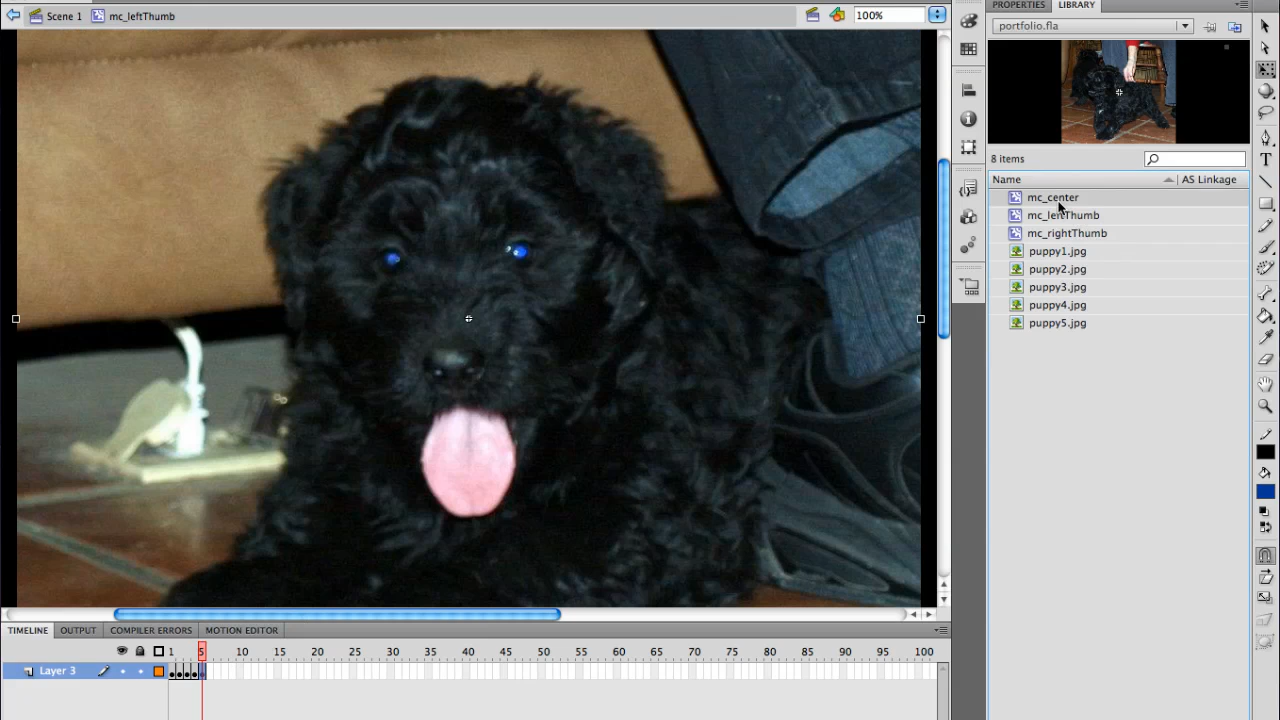 PROPERTIES LIBRARY
Scene 1 mc_leftThumb 100%
portfolio.fla
8 items
Name AS Linkage
mc_center
mc_leftThumb
mc_rightThumb
puppy1.jpg
puppy2.jpg
puppy3.jpg
puppy4.jpg
puppy5.jpg
TIMELINE OUTPUT COMPILER ERRORS MOTION EDITOR
1 5 10 15 20 25 30 35 40 45 50 55 60 65 70 75 80 85 90 95 100
Layer 3